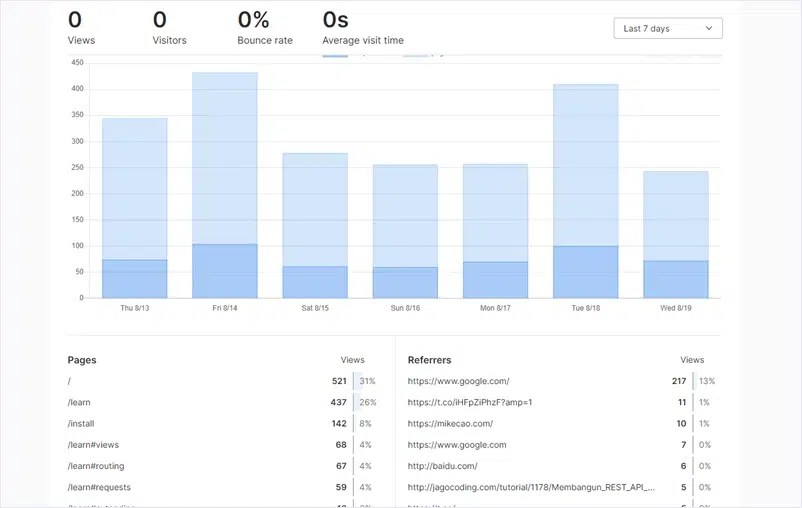 0 0 0% 0s
Views Visitors Bounce rate Average visit time
Last 7 days
450
400
350
300
250
200
150
100
50
0
Thu 8/13 Fri 8/14 Sat 8/15 Sun 8/16 Mon 8/17 Tue 8/18 Wed 8/19
Pages Views
/ 521 31%
/learn 437 26%
/install 142 8%
/learn#views 68 4%
/learn#routing 67 4%
/learn#requests 59 4%
Referrers Views
https://www.google.com/ 217 13%
https://t.co/iHFpZiPhzF?amp=1 11 1%
https://mikecao.com/ 10 1%
https://www.google.com 7 0%
http://baidu.com/ 6 0%
http://jagocoding.com/tutorial/1178/Membangun_REST_API_... 5 0%